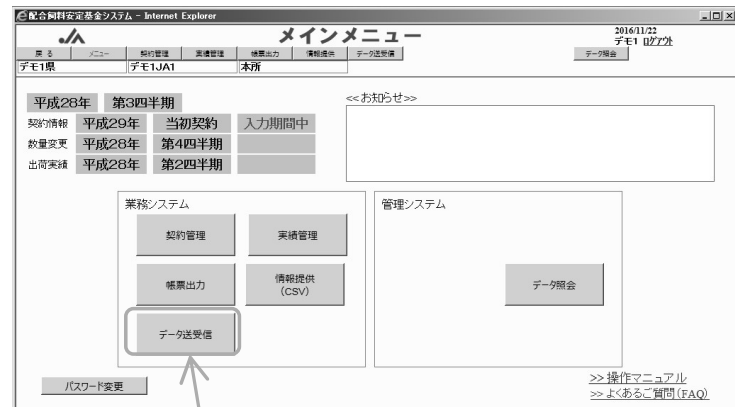 配合飼料安定基金システム - Internet Explorer
JA メインメニュー 2016/11/22
デモ1 ログアウト
戻る メニュー 契約管理 実績管理 帳票出力 情報提供 データ送受信 データ照会
デモ1県 デモ1JA1 本所
平成28年 第3四半期
<<お知らせ>>
契約情報 平成29年 当初契約 入力期間中
数量変更 平成28年 第4四半期
出荷実績 平成28年 第2四半期
業務システム
管理システム
契約管理 実績管理
帳票出力 情報提供
(CSV)
データ照会
データ送受信
パスワード変更
>> 操作マニュアル
>> よくあるご質問(FAQ)